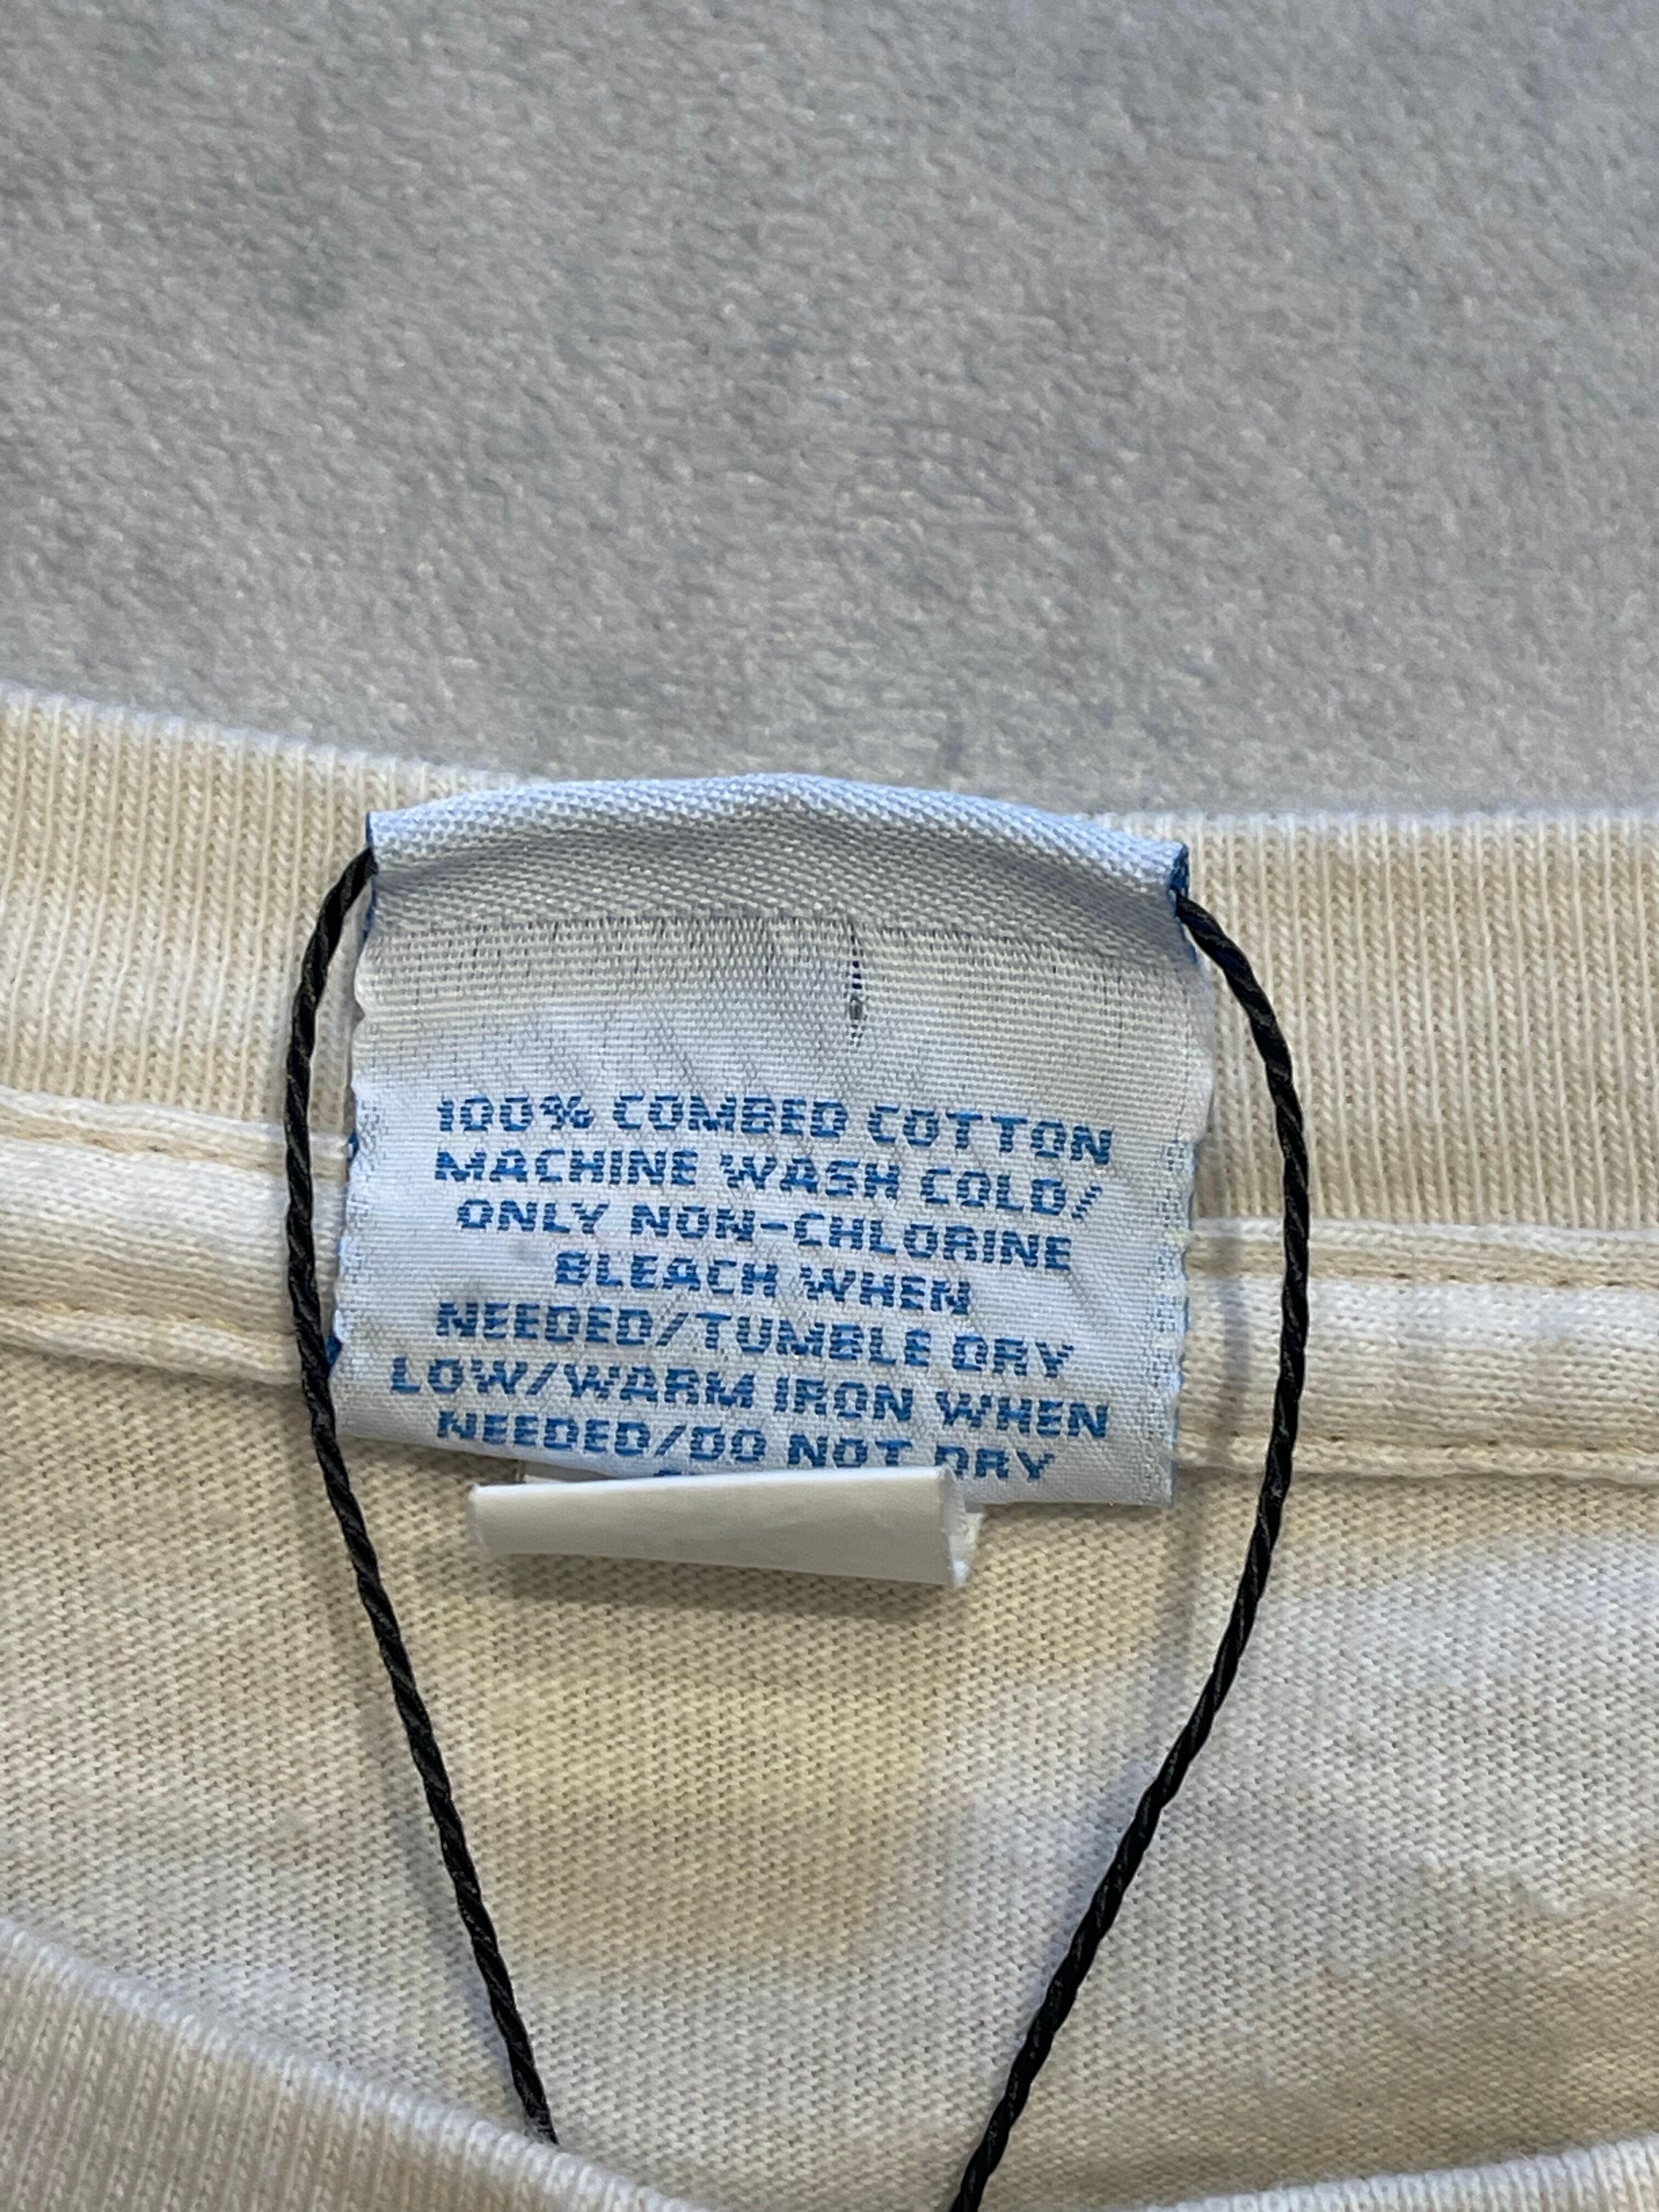 100% COMBED COTTON
MACHINE WASH COLD/
ONLY NON-CHLORINE
BLEACH WHEN
NEEDED/TUMBLE DRY
LOW/WARM IRON WHEN
NEEDED/DO NOT DRY